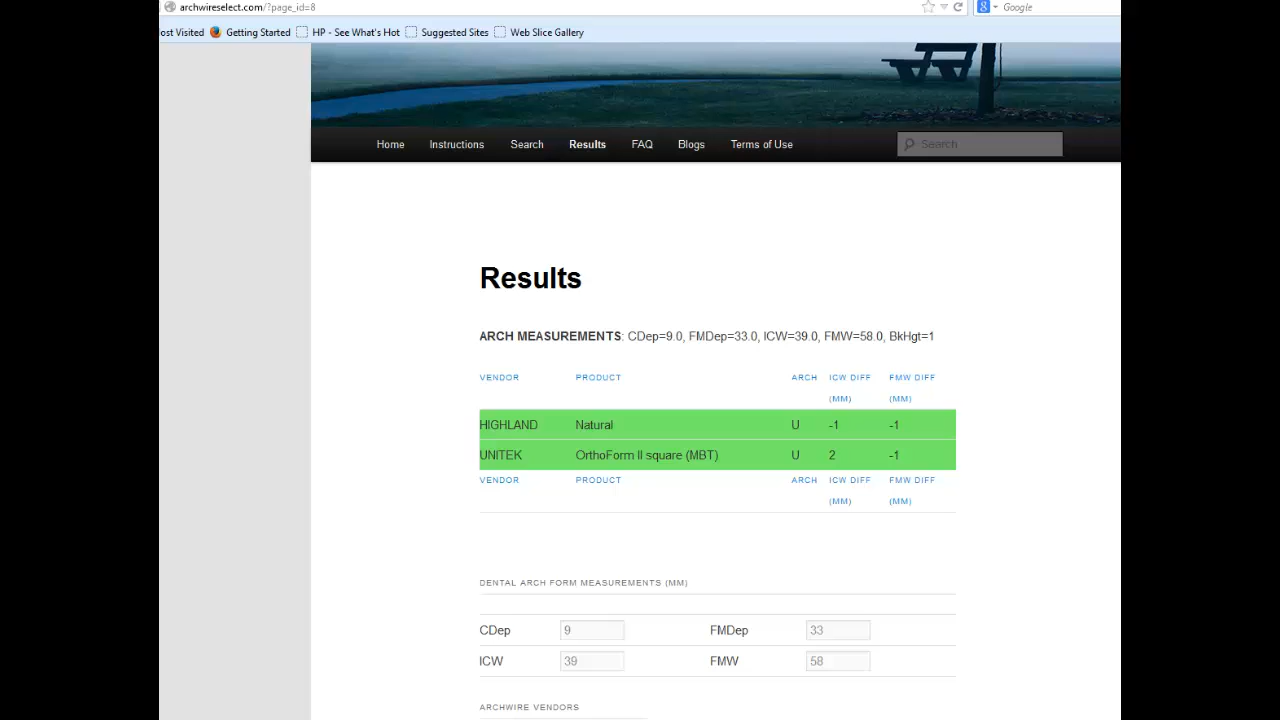 archwireselect.com/?page_id=8
8 Google
ost Visited Getting Started HP - See What's Hot Suggested Sites Web Slice Gallery
Home Instructions Search Results FAQ Blogs Terms of Use Search
Results
ARCH MEASUREMENTS: CDep=9.0, FMDep=33.0, ICW=39.0, FMW=58.0, BkHgt=1
VENDOR PRODUCT ARCH ICW DIFF FMW DIFF
(MM) (MM)
HIGHLAND Natural U -1 -1
UNITEK OrthoForm II square (MBT) U 2 -1
VENDOR PRODUCT ARCH ICW DIFF FMW DIFF
(MM) (MM)
DENTAL ARCH FORM MEASUREMENTS (MM)
CDep 9 FMDep 33
ICW 39 FMW 58
ARCHWIRE VENDORS